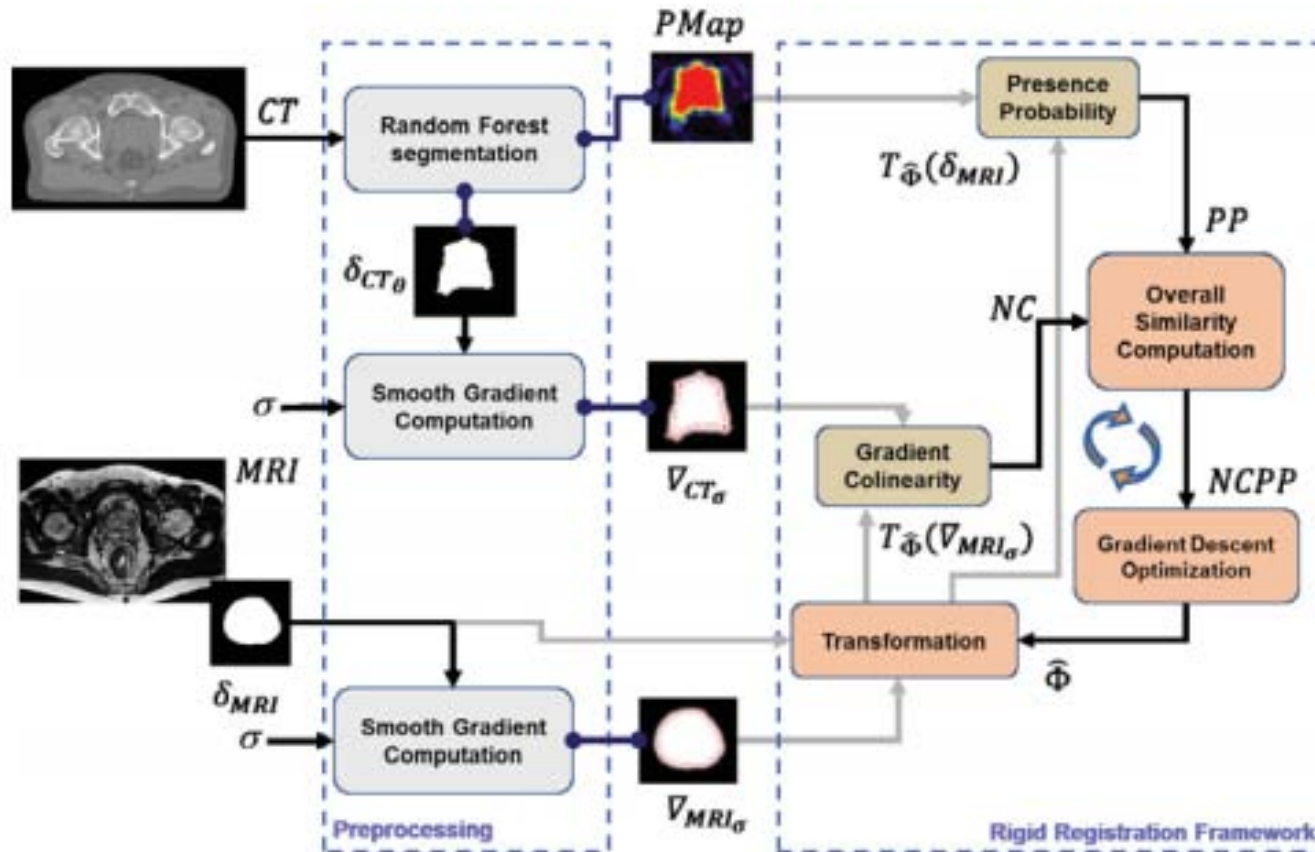 PMap
CT
Random Forest
segmentation
Presence
Probability
T_Φ̂(δ_MRI)
PP
δ_CT_θ
NC
Overall
Similarity
Computation
σ
Smooth Gradient
Computation
∇_CT_σ
MRI
Gradient
Colinearity
NCPP
T_Φ̂(∇_MRI_σ)
Gradient Descent
Optimization
Transformation
Φ̂
δ_MRI
σ
Smooth Gradient
Computation
∇_MRI_σ
Preprocessing
Rigid Registration Framework